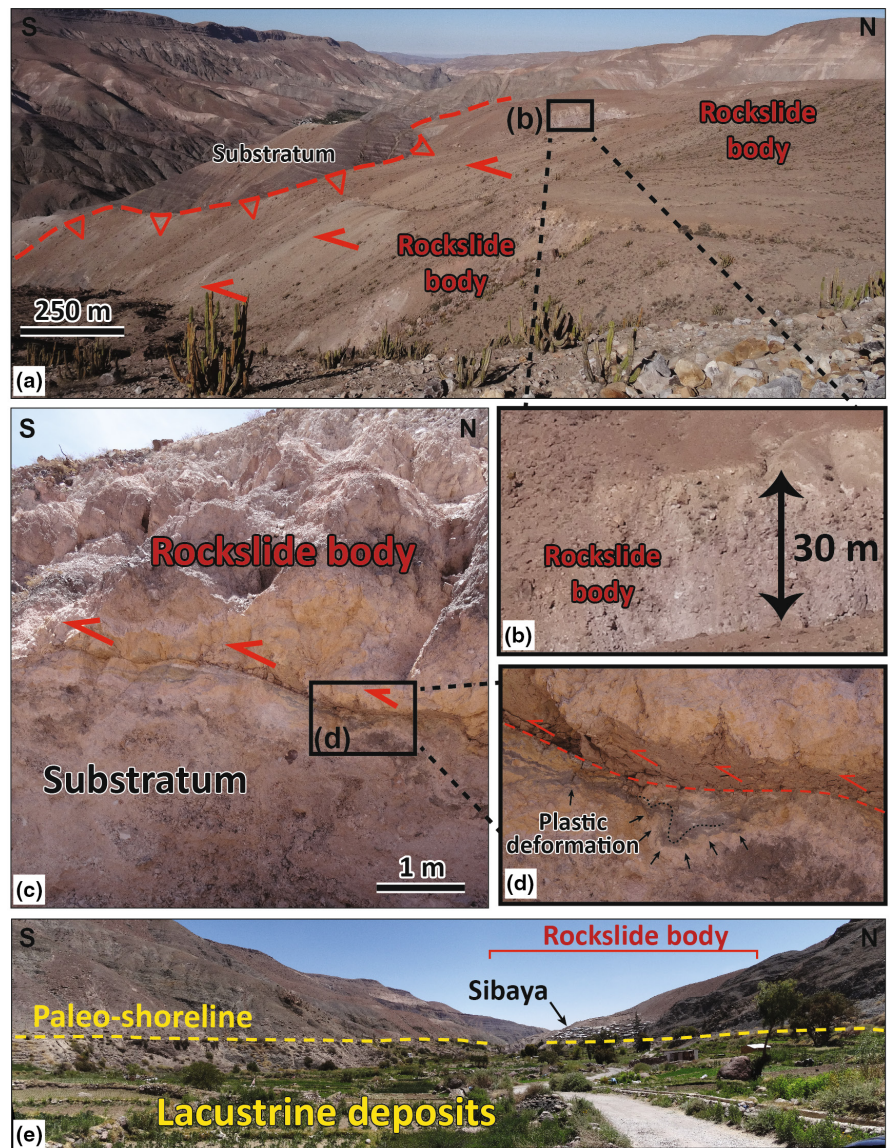 S
N
(b)
Rockslide
body
Substratum
Rockslide
body
250 m
(a)
S
N
Rockslide body
(d)
Substratum
1 m
(c)
30 m
Rockslide
body
(b)
Plastic
deformation
(d)
S
N
Rockslide body
Sibaya
Paleo-shoreline
Lacustrine deposits
(e)